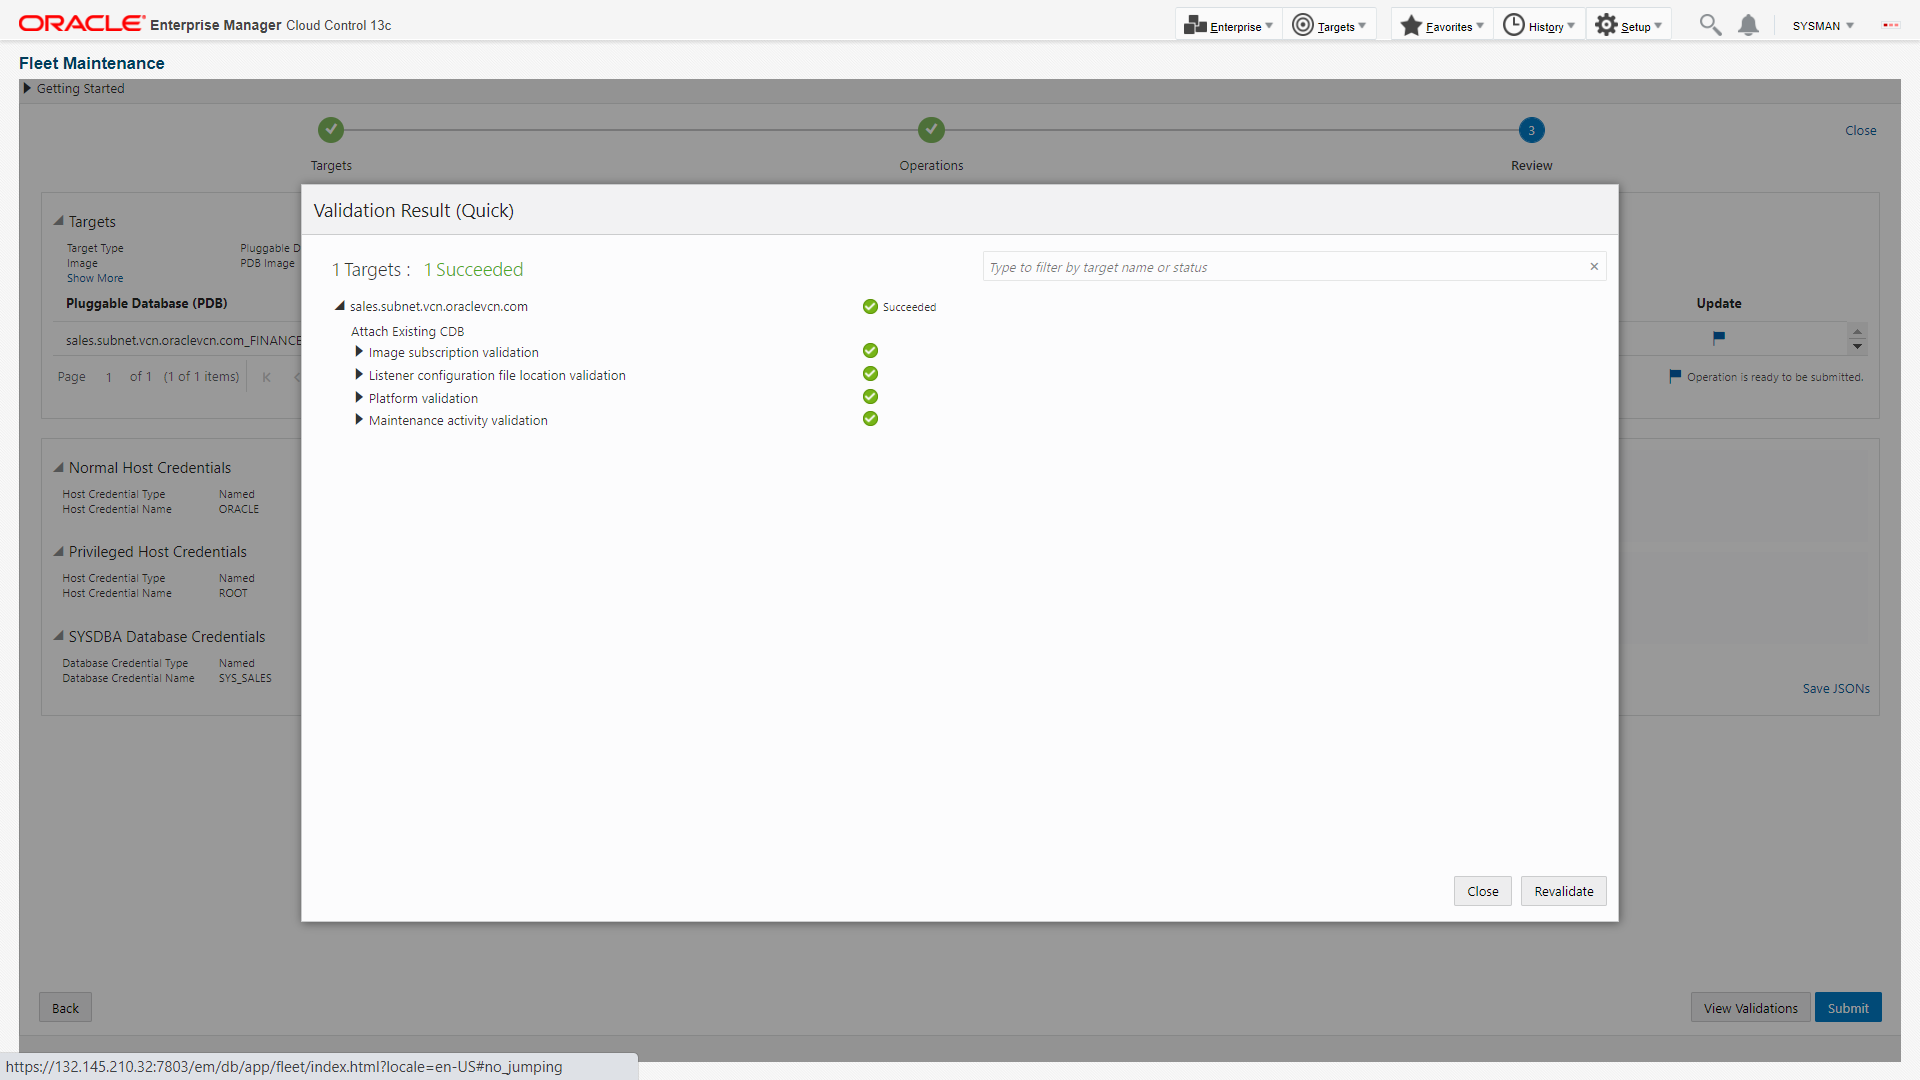 ORACLE Enterprise Manager Cloud Control 13c
Enterprise
Targets
Favorites
History
Setup
SYSMAN
Fleet Maintenance
Getting Started
3
Close
Targets
Operations
Review
Validation Result (Quick)
1 Targets : 1 Succeeded
Type to filter by target name or status
sales.subnet.vcn.oraclevcn.com
Succeeded
Attach Existing CDB
Image subscription validation
Listener configuration file location validation
Platform validation
Maintenance activity validation
Close
Revalidate
Targets
Target Type
Pluggable D
Image
PDB Image
Show More
Pluggable Database (PDB)
Update
sales.subnet.vcn.oraclevcn.com_FINANCE
Page 1 of 1 (1 of 1 items)
Operation is ready to be submitted.
Normal Host Credentials
Host Credential Type Named
Host Credential Name ORACLE
Privileged Host Credentials
Host Credential Type Named
Host Credential Name ROOT
SYSDBA Database Credentials
Database Credential Type Named
Database Credential Name SYS_SALES
Save JSONs
Back
View Validations
Submit
https://132.145.210.32:7803/em/db/app/fleet/index.html?locale=en-US#no_jumping